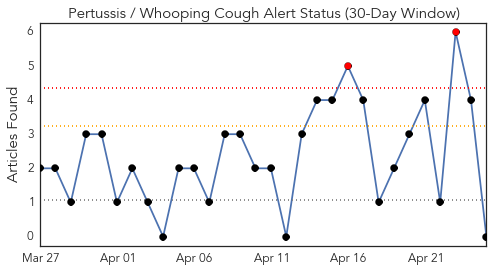 Pertussis / Whooping Cough Alert Status (30-Day Window)
Articles Found
6
5
4
3
2
1
0
Mar 27 Apr 01 Apr 06 Apr 11 Apr 16 Apr 21